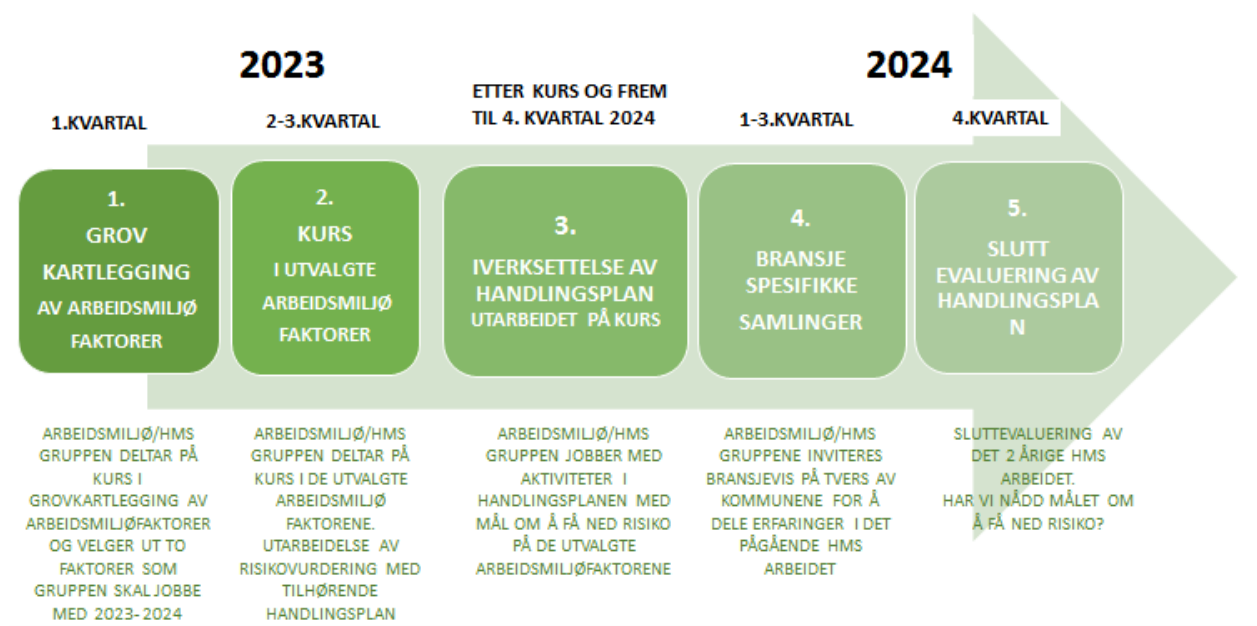 2023
2024
1.KVARTAL
2-3.KVARTAL
ETTER KURS OG FREM
TIL 4. KVARTAL 2024
1-3.KVARTAL
4.KVARTAL
1.
GROV
KARTLEGGING
AV ARBEIDSMILJØ
FAKTORER
2.
KURS
I UTVALGTE
ARBEIDSMILJØ
FAKTORER
3.
IVERKSETTELSE AV
HANDLINGSPLAN
UTARBEIDET PÅ KURS
4.
BRANSJE
SPESIFIKKE
SAMLINGER
5.
SLUTT
EVALUERING AV
HANDLINGSPLA
N
ARBEIDSMILJØ/HMS
GRUPPEN DELTAR PÅ
KURS I
GROVKARTLEGGING AV
ARBEIDSMILJØFAKTORER
OG VELGER UT TO
FAKTORER SOM
GRUPPEN SKAL JOBBE
MED 2023-2024
ARBEIDSMILJØ/HMS
GRUPPEN DELTAR PÅ
KURS I DE UTVALGTE
ARBEIDSMILJØ
FAKTORENE.
UTARBEIDELSE AV
RISIKOVURDERING MED
TILHØRENDE
HANDLINGSPLAN
ARBEIDSMILJØ/HMS
GRUPPEN JOBBER MED
AKTIVITETER I
HANDLINGSPLANEN MED
MÅL OM Å FÅ NED RISIKO
PÅ DE UTVALGTE
ARBEIDSMILJØFAKTORENE
ARBEIDSMILJØ/HMS
GRUPPENE INVITERES
BRANSJEVIS PÅ TVERS AV
KOMMUNENE FOR Å
DELE ERFARINGER I DET
PÅGÅENDE HMS
ARBEIDET
SLUTTEVALUERING AV
DET 2 ÅRIGE HMS
ARBEIDET.
HAR VI NÅDD MÅLET OM
Å FÅ NED RISIKO?